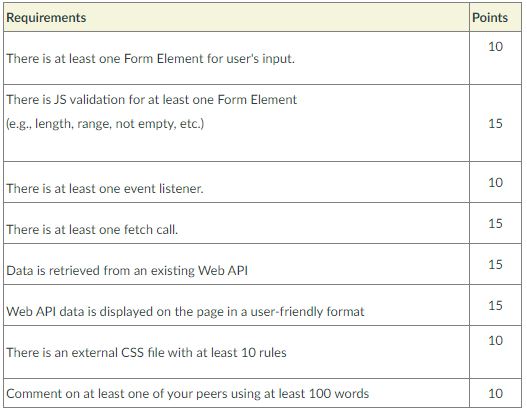 Requirements Points
There is at least one Form Element for user's input. 10
There is JS validation for at least one Form Element
(e.g., length, range, not empty, etc.) 15
There is at least one event listener. 10
There is at least one fetch call. 15
Data is retrieved from an existing Web API 15
Web API data is displayed on the page in a user-friendly format 15
There is an external CSS file with at least 10 rules 10
Comment on at least one of your peers using at least 100 words 10